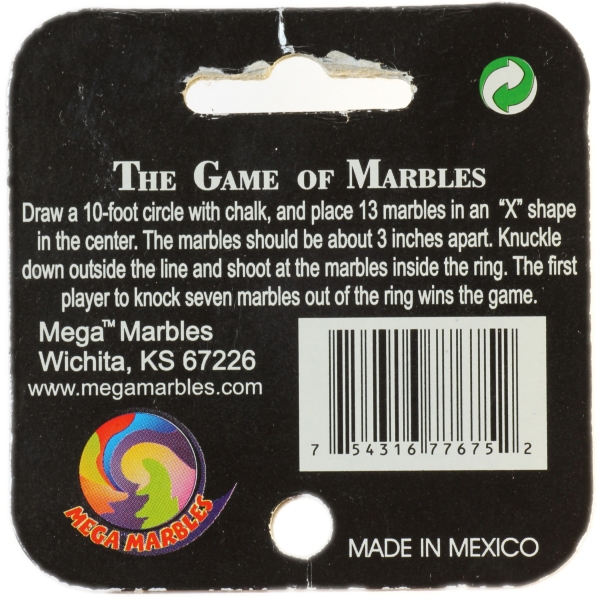 THE GAME OF MARBLES
Draw a 10-foot circle with chalk, and place 13 marbles in an "X" shape
in the center. The marbles should be about 3 inches apart. Knuckle
down outside the line and shoot at the marbles inside the ring. The first
player to knock seven marbles out of the ring wins the game.
Mega™ Marbles
Wichita, KS 67226
www.megamarbles.com
7 54316 77675 2
MEGA MARBLES
MADE IN MEXICO